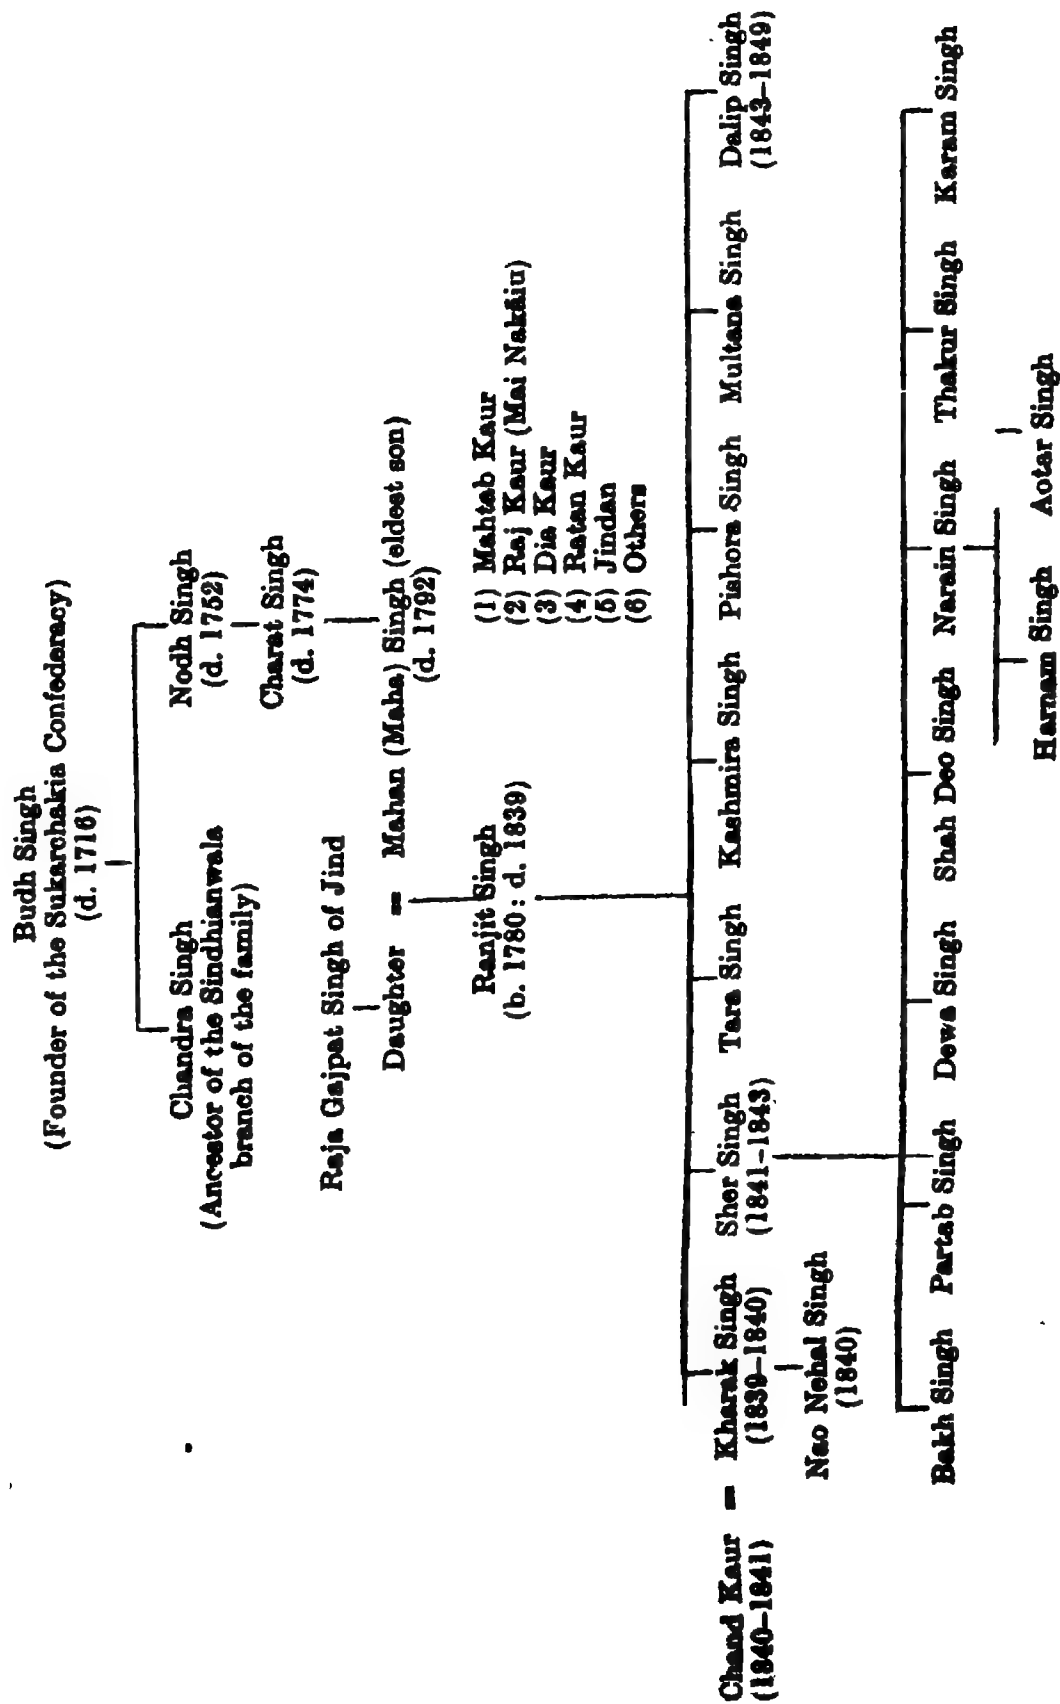 Budh Singh
(Founder of the Sukarchakia Confederacy)
(d. 1716)
Chandra Singh
(Ancestor of the Sindhianwala
branch of the family)
Nodh Singh
(d. 1752)
Charat Singh
(d. 1774)
Raja Gajpat Singh of Jind
Daughter = Mahan (Maha) Singh (eldest son)
(d. 1792)
Ranjit Singh
(b. 1780: d. 1839)
(1) Mahtab Kaur
(2) Raj Kaur (Mai Nakāiu)
(3) Dia Kaur
(4) Ratan Kaur
(5) Jindan
(6) Others
Chand Kaur = Kharak Singh Sher Singh Tara Singh Kashmira Singh Pishora Singh Multana Singh Dalip Singh
(1840-1841) (1839-1840) (1841-1843) (1843-1849)
Nao Nehal Singh
(1840)
Bakh Singh Partab Singh Dewa Singh Shah Deo Singh Narain Singh Thakur Singh Karam Singh
Harnam Singh Aotar Singh